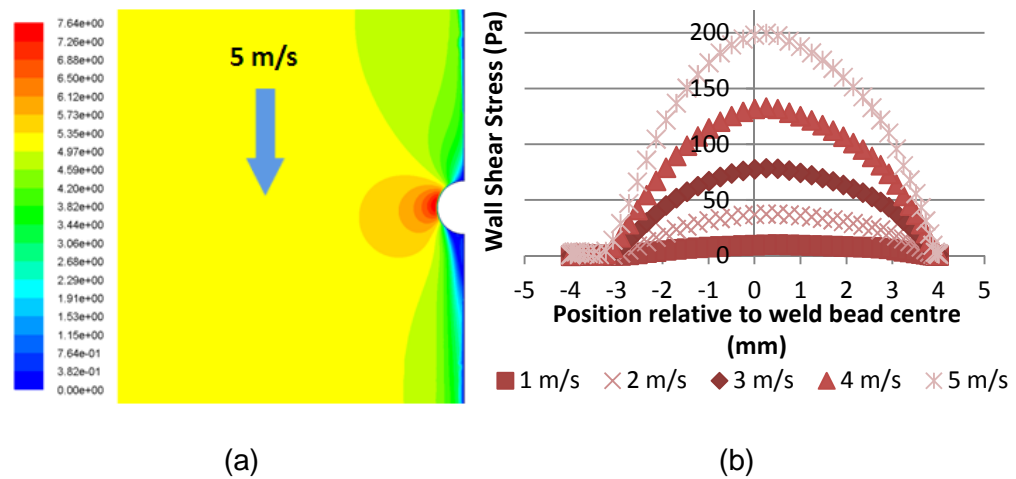 7.64e+00
7.26e+00
6.88e+00
6.50e+00
6.12e+00
5.73e+00
5.35e+00
4.97e+00
4.59e+00
4.20e+00
3.82e+00
3.44e+00
3.06e+00
2.68e+00
2.29e+00
1.91e+00
1.53e+00
1.15e+00
7.64e-01
3.82e-01
0.00e+00
5 m/s
(a)
Wall Shear Stress (Pa)
200
150
100
50
0
-5 -4 -3 -2 -1 0 1 2 3 4 5
Position relative to weld bead centre
(mm)
1 m/s 2 m/s 3 m/s 4 m/s 5 m/s
(b)